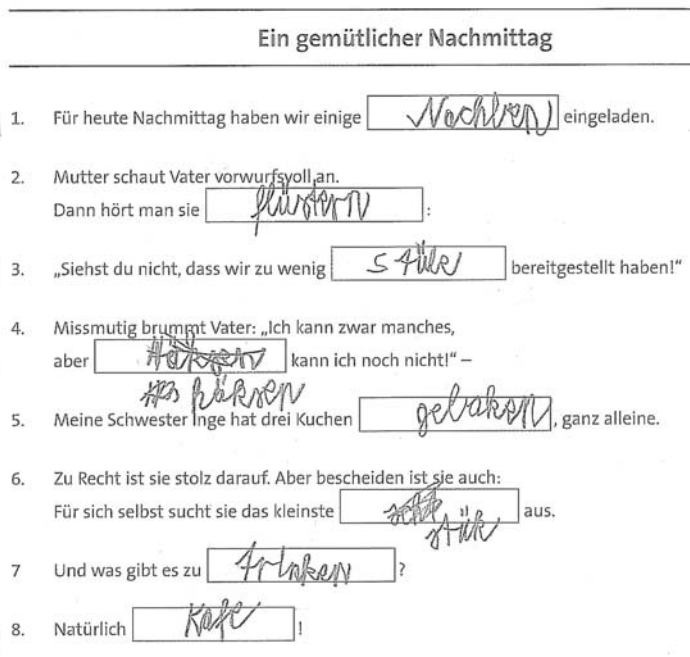 Ein gemütlicher Nachmittag
1. Für heute Nachmittag haben wir einige Nachben eingeladen.
2. Mutter schaut Vater vorwurfsvoll an.
Dann hört man sie flüstern :
3. „Siehst du nicht, dass wir zu wenig Stüle bereitgestellt haben!“
4. Missmutig brummt Vater: „Ich kann zwar manches,
aber kann ich noch nicht!“ –
häksen
5. Meine Schwester Inge hat drei Kuchen gebaken, ganz alleine.
6. Zu Recht ist sie stolz darauf. Aber bescheiden ist sie auch:
Für sich selbst sucht sie das kleinste aus.
stük
7 Und was gibt es zu trinken ?
8. Natürlich Kafe !